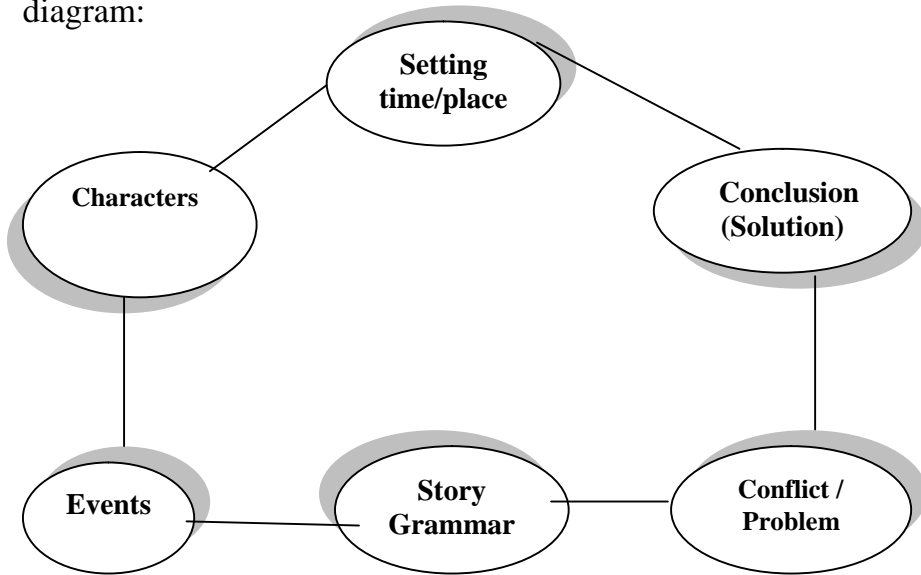 diagram:
Setting
time/place
Characters
Conclusion
(Solution)
Events
Story
Grammar
Conflict /
Problem